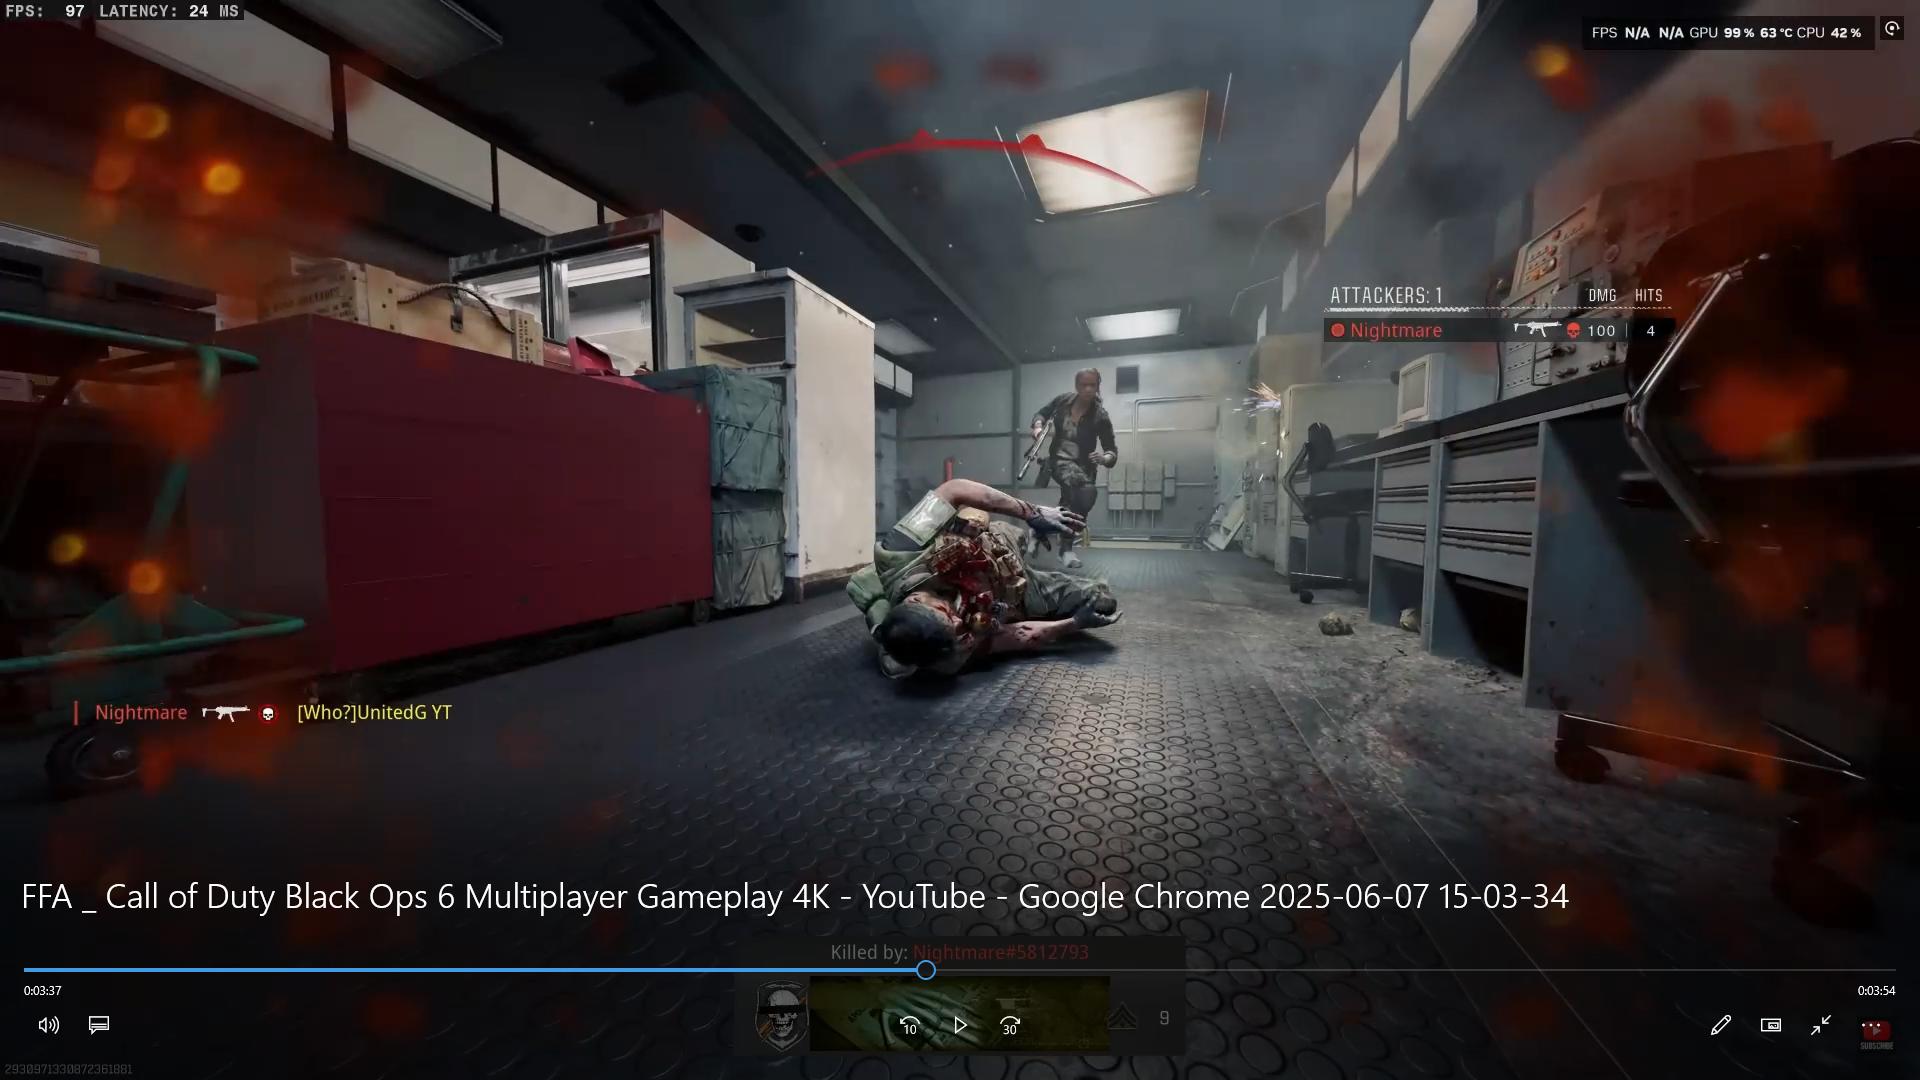 FPS: 97 LATENCY: 24 MS
FPS N/A N/A GPU 99 % 63 °C CPU 42 %
ATTACKERS: 1 DMG HITS
Nightmare 100 | 4
Nightmare [Who?]UnitedG YT
FFA _ Call of Duty Black Ops 6 Multiplayer Gameplay 4K - YouTube - Google Chrome 2025-06-07 15-03-34
Killed by: Nightmare#5812793
0:03:37
0:03:54
10
30
9
SUBSCRIBE
2930971330872361881